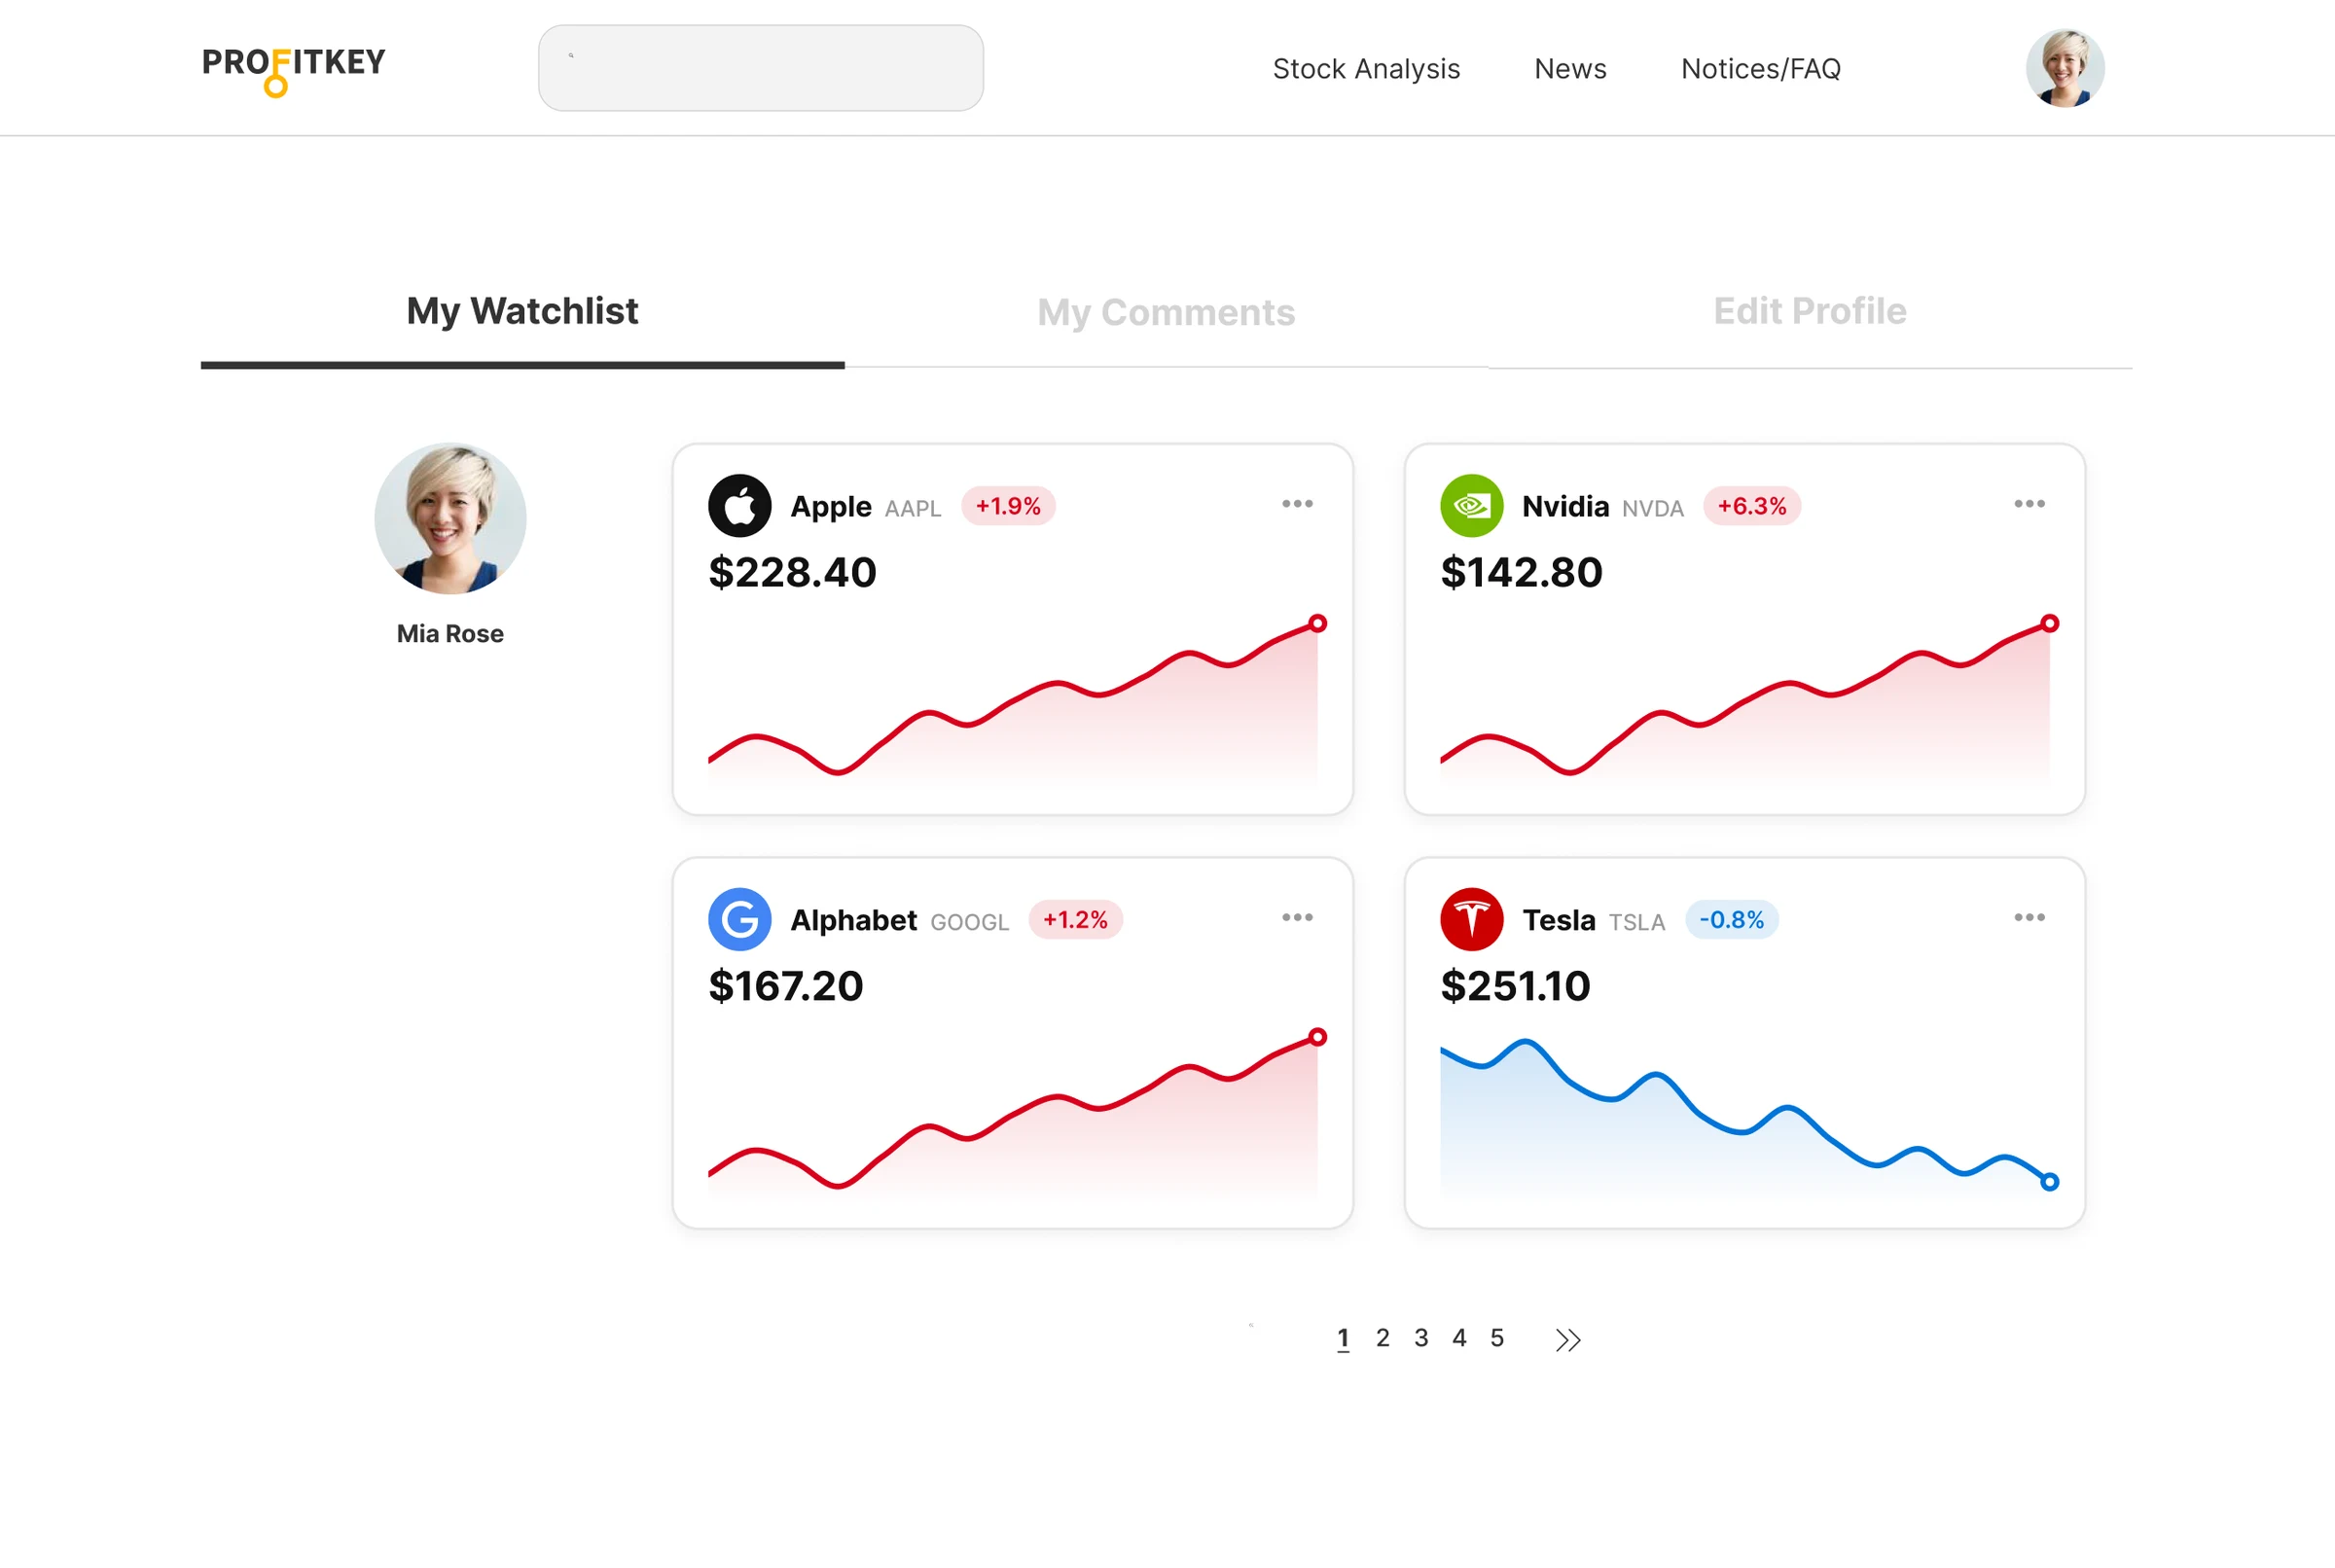 PROFITKEY
Stock Analysis
News
Notices/FAQ
My Watchlist
My Comments
Edit Profile
Mia Rose
Apple AAPL +1.9%
$228.40
Nvidia NVDA +6.3%
$142.80
Alphabet GOOGL +1.2%
$167.20
Tesla TSLA -0.8%
$251.10
1 2 3 4 5